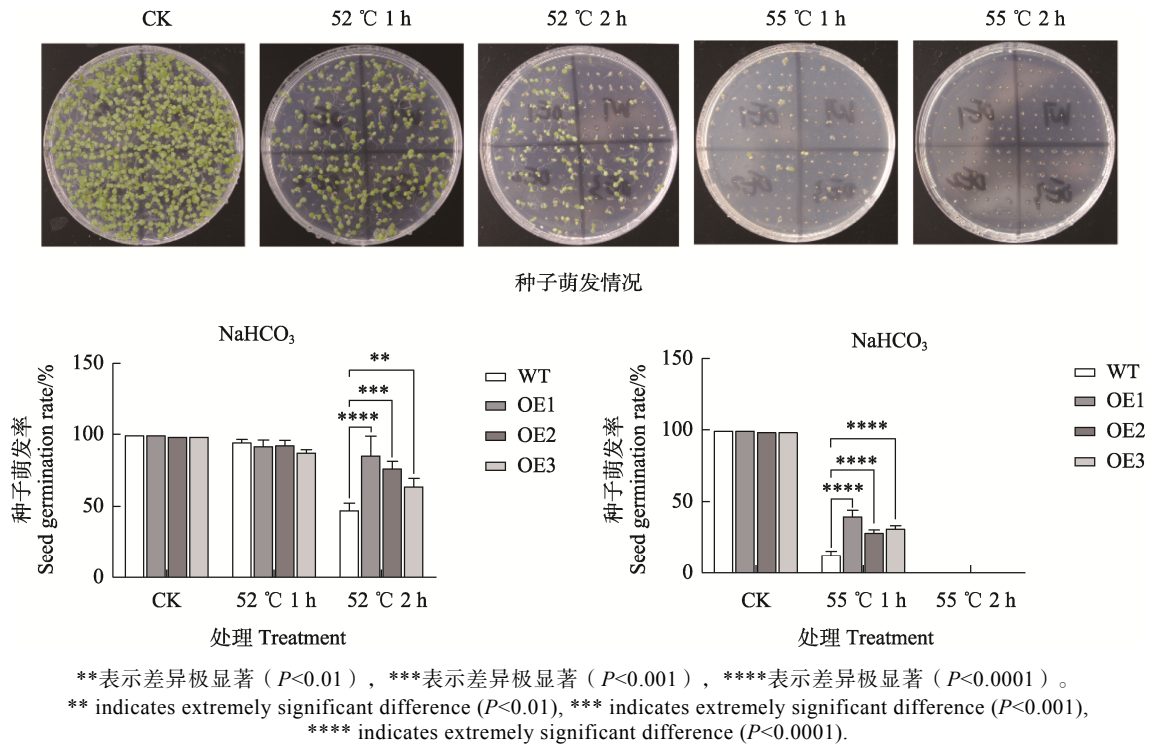 CK
52 ℃ 1 h
52 ℃ 2 h
55 ℃ 1 h
55 ℃ 2 h
种子萌发情况
NaHCO₃
种子萌发率
Seed germination rate/%
150
100
50
0
**
***
****
WT
OE1
OE2
OE3
CK
52 ℃ 1 h
52 ℃ 2 h
处理 Treatment
NaHCO₃
种子萌发率
Seed germination rate/%
150
100
50
0
****
****
****
WT
OE1
OE2
OE3
CK
55 ℃ 1 h
55 ℃ 2 h
处理 Treatment
**表示差异极显著（P<0.01），***表示差异极显著（P<0.001），****表示差异极显著（P<0.0001）。
** indicates extremely significant difference (P<0.01), *** indicates extremely significant difference (P<0.001),
**** indicates extremely significant difference (P<0.0001).